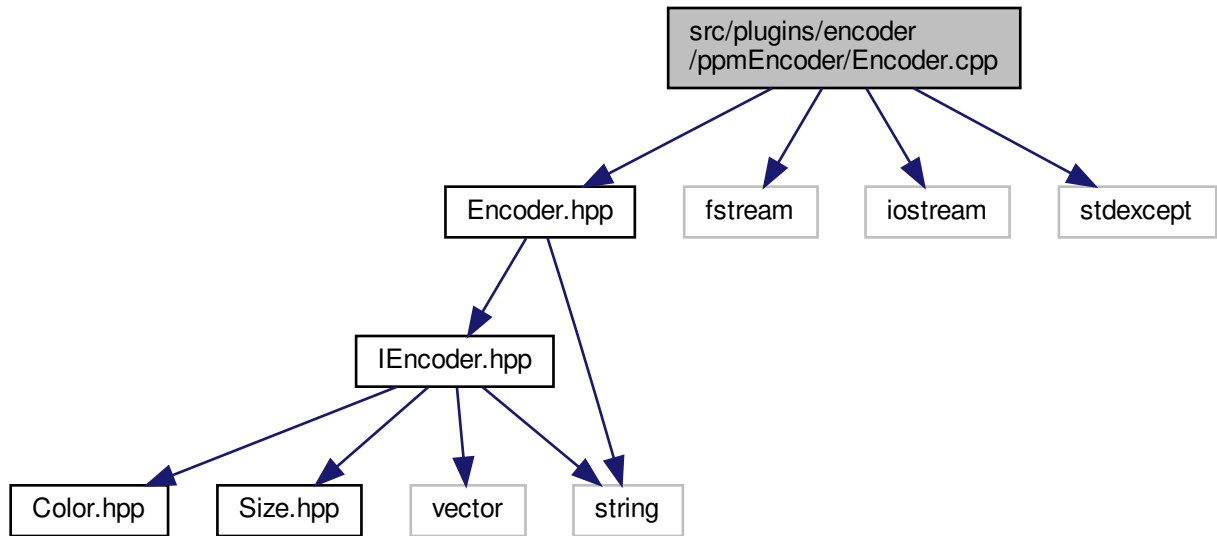 src/plugins/encoder
/ppmEncoder/Encoder.cpp
Encoder.hpp
fstream
iostream
stdexcept
IEncoder.hpp
Color.hpp
Size.hpp
vector
string